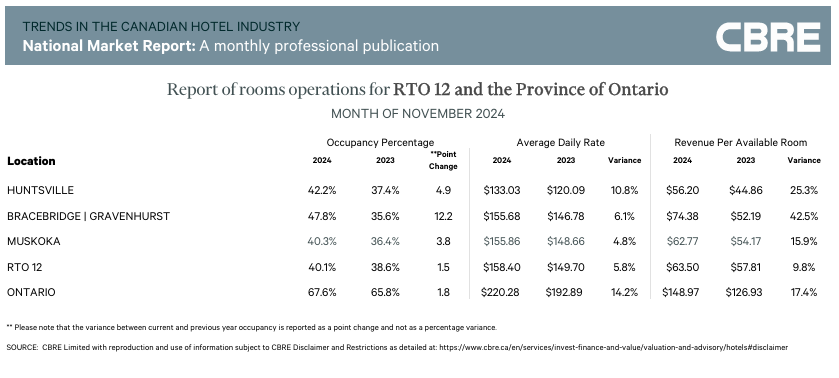 TRENDS IN THE CANADIAN HOTEL INDUSTRY
National Market Report: A monthly professional publication
CBRE
Report of rooms operations for RTO 12 and the Province of Ontario
MONTH OF NOVEMBER 2024
Occupancy Percentage Average Daily Rate Revenue Per Available Room
Location 2024 2023 **Point Change 2024 2023 Variance 2024 2023 Variance
HUNTSVILLE 42.2% 37.4% 4.9 $133.03 $120.09 10.8% $56.20 $44.86 25.3%
BRACEBRIDGE | GRAVENHURST 47.8% 35.6% 12.2 $155.68 $146.78 6.1% $74.38 $52.19 42.5%
MUSKOKA 40.3% 36.4% 3.8 $155.86 $148.66 4.8% $62.77 $54.17 15.9%
RTO 12 40.1% 38.6% 1.5 $158.40 $149.70 5.8% $63.50 $57.81 9.8%
ONTARIO 67.6% 65.8% 1.8 $220.28 $192.89 14.2% $148.97 $126.93 17.4%
** Please note that the variance between current and previous year occupancy is reported as a point change and not as a percentage variance.
SOURCE: CBRE Limited with reproduction and use of information subject to CBRE Disclaimer and Restrictions as detailed at: https://www.cbre.ca/en/services/invest-finance-and-value/valuation-and-advisory/hotels#disclaimer